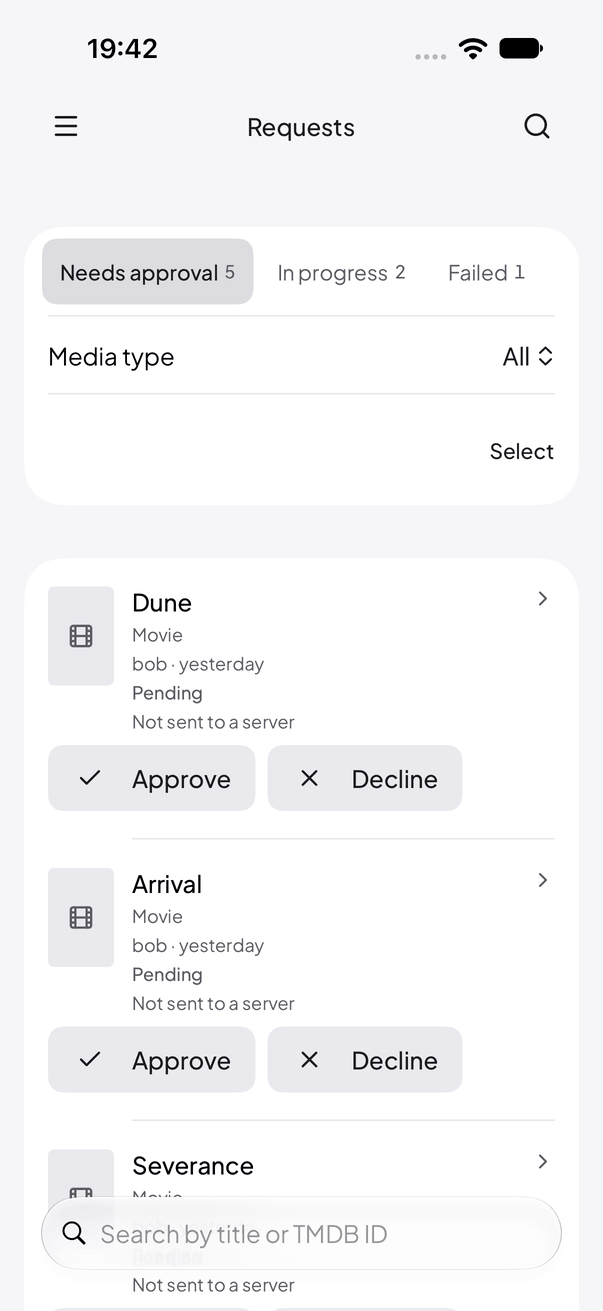 19:42
Requests
Needs approval 5 In progress 2 Failed 1
Media type All
Select
Dune
Movie
bob · yesterday
Pending
Not sent to a server
Approve Decline
Arrival
Movie
bob · yesterday
Pending
Not sent to a server
Approve Decline
Severance
Movie
Search by title or TMDB ID
Not sent to a server